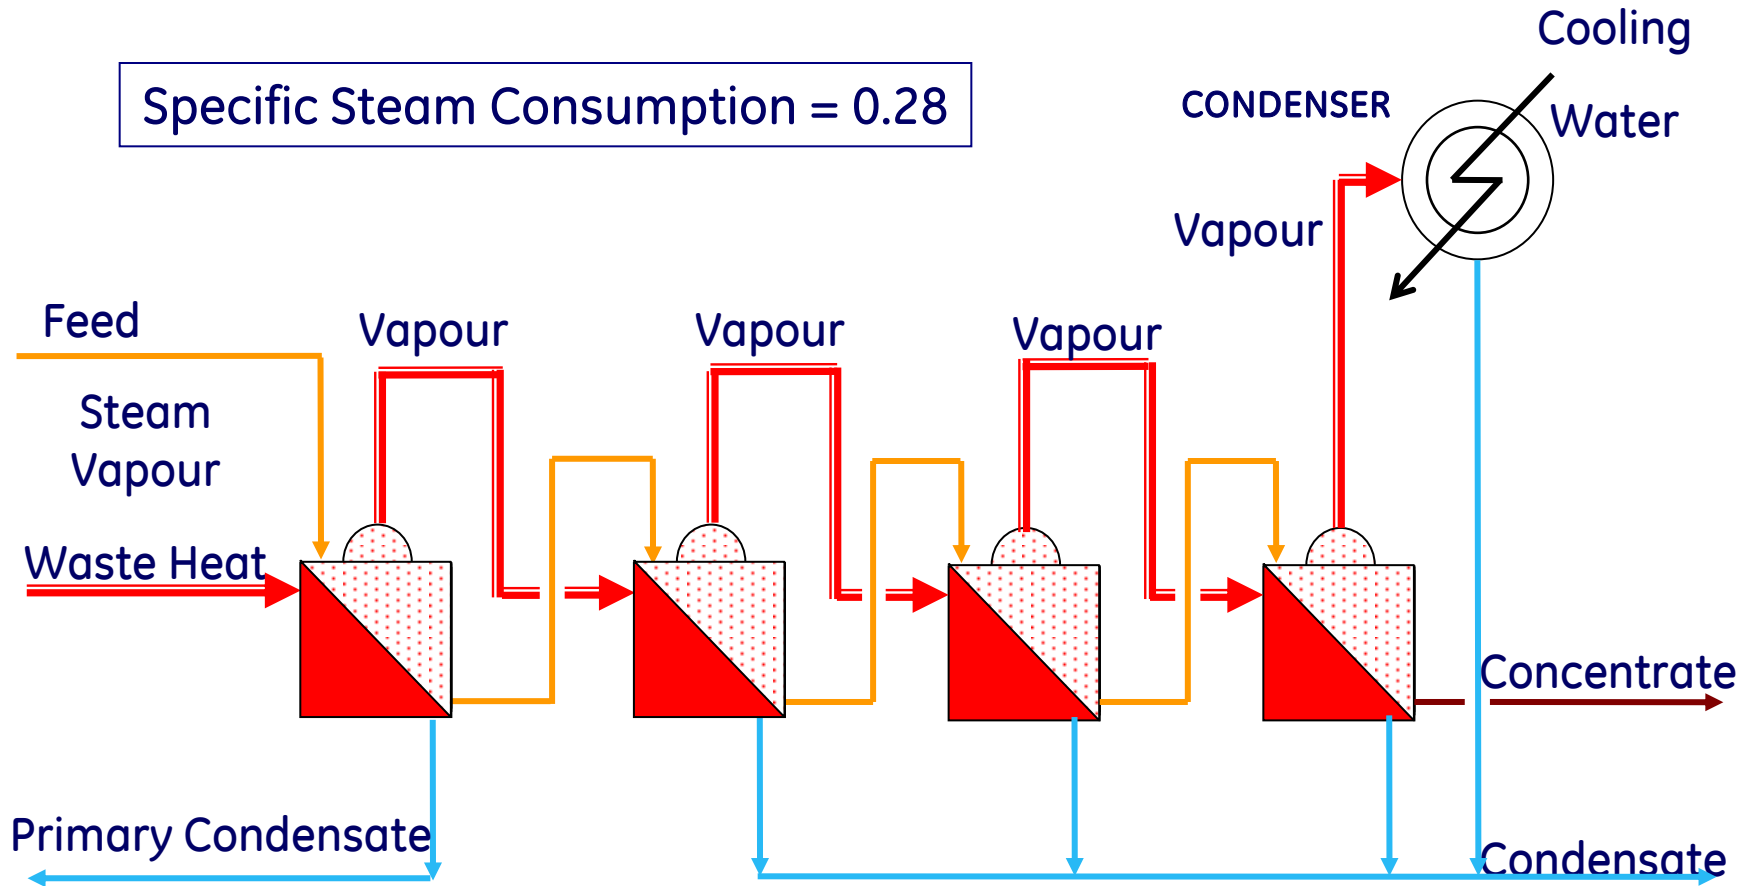 Cooling
Water
Specific Steam Consumption = 0.28
CONDENSER
Vapour
Feed
Vapour
Vapour
Vapour
Steam
Vapour
Waste Heat
Concentrate
Primary Condensate
Condensate